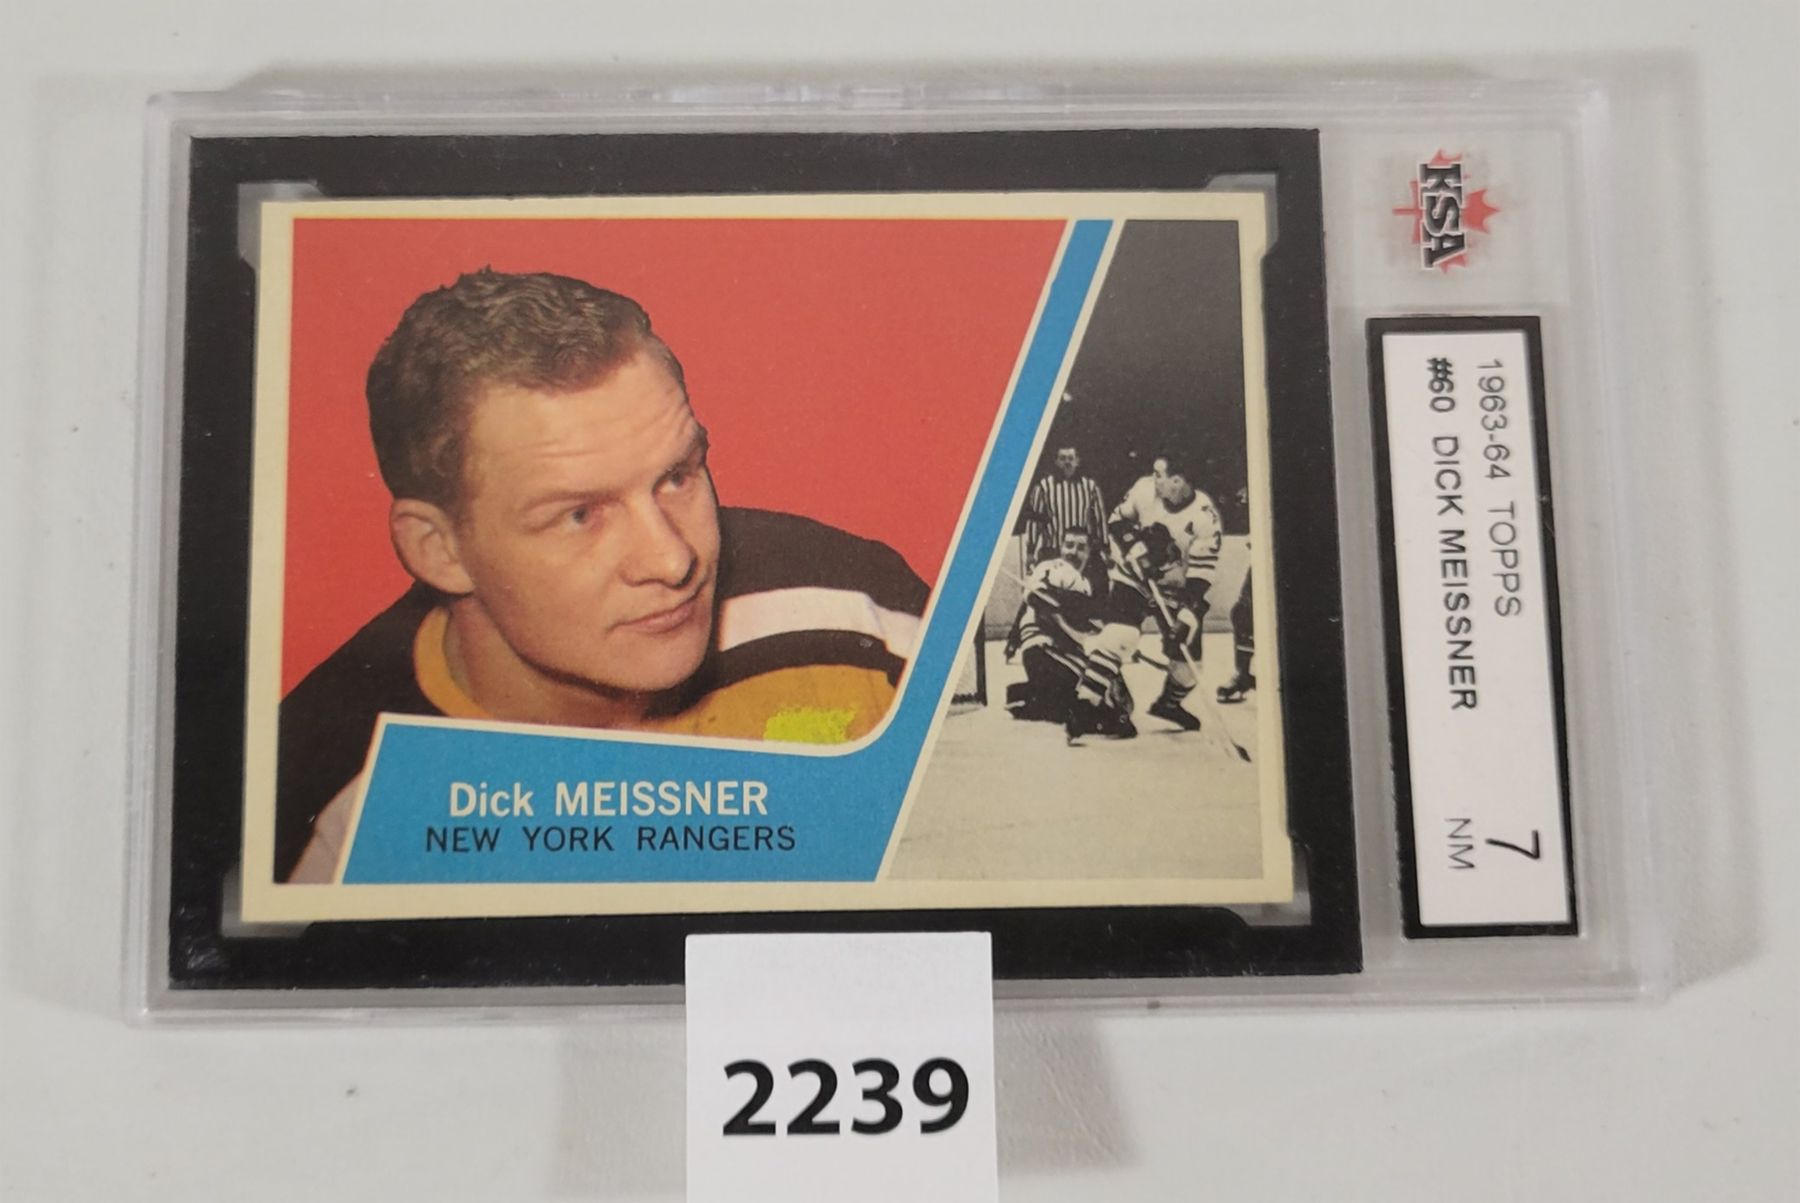 Dick MEISSNER
NEW YORK RANGERS
KSA
1963-64 TOPPS
#60 DICK MEISSNER
7
NM
2239